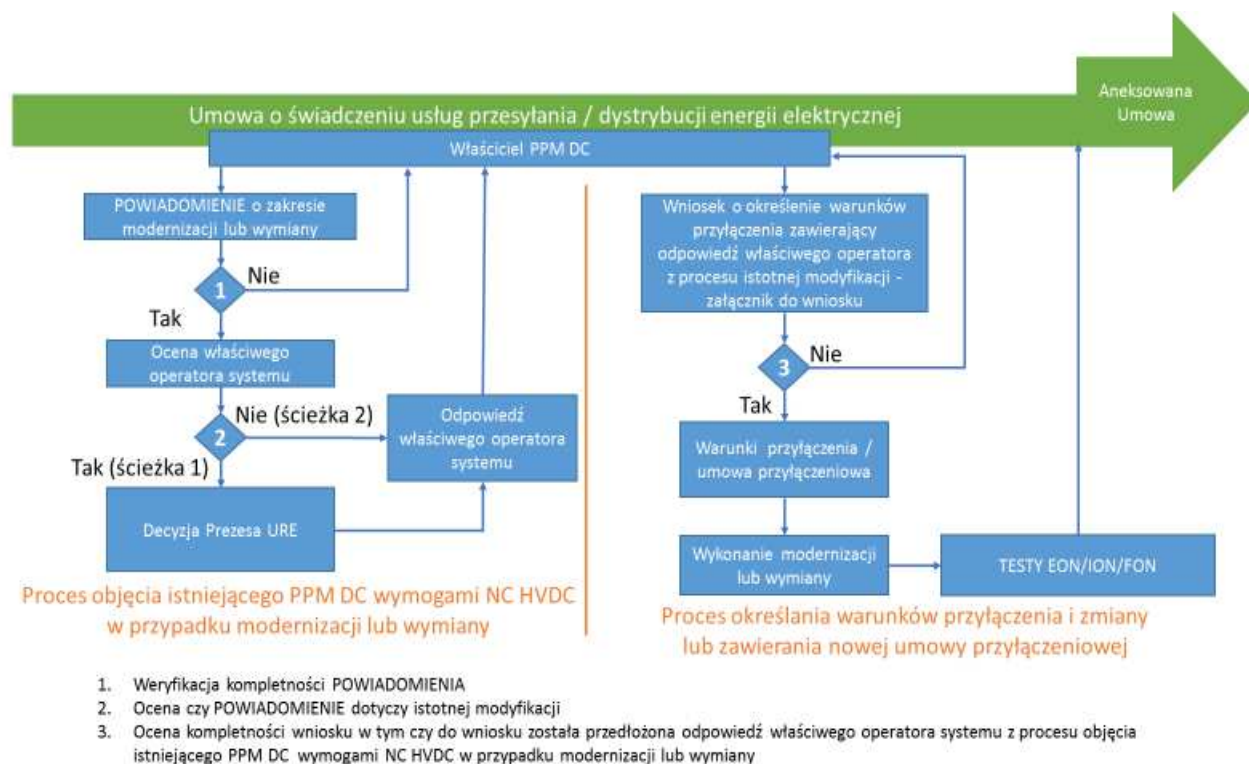 Aneksowana
Umowa
Umowa o świadczeniu usług przesyłania / dystrybucji energii elektrycznej
Właściciel PPM DC
POWIADOMIENIE o zakresie
modernizacji lub wymiany
1
Nie
Tak
Ocena właściwego
operatora systemu
2
Nie (ścieżka 2)
Tak (ścieżka 1)
Odpowiedź
właściwego operatora
systemu
Decyzja Prezesa URE
Proces objęcia istniejącego PPM DC wymogami NC HVDC
w przypadku modernizacji lub wymiany
Wniosek o określenie warunków
przyłączenia zawierający
odpowiedź właściwego operatora
z procesu istotnej modyfikacji -
załącznik do wniosku
3
Nie
Tak
Warunki przyłączenia /
umowa przyłączeniowa
Wykonanie modernizacji
lub wymiany
TESTY EON/ION/FON
Proces określania warunków przyłączenia i zmiany
lub zawierania nowej umowy przyłączeniowej
1. Weryfikacja kompletności POWIADOMIENIA
2. Ocena czy POWIADOMIENIE dotyczy istotnej modyfikacji
3. Ocena kompletności wniosku w tym czy do wniosku została przedłożona odpowiedź właściwego operatora systemu z procesu objęcia
istniejącego PPM DC wymogami NC HVDC w przypadku modernizacji lub wymiany